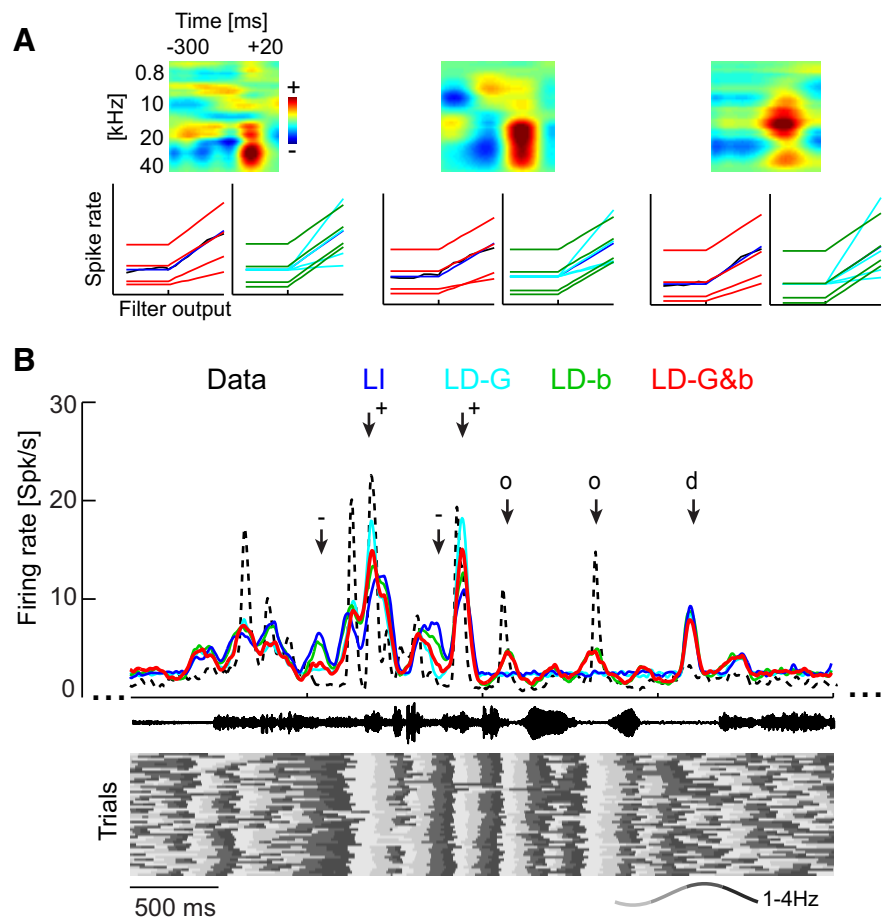 A
Time [ms]
-300 +20
0.8
10
20
40
[kHz]
+
-
Spike rate
Filter output
B
Data LI LD-G LD-b LD-G&b
30
20
10
0
Firing rate [Spk/s]
+ +
- - o o d
... ...
Trials
500 ms
1-4Hz